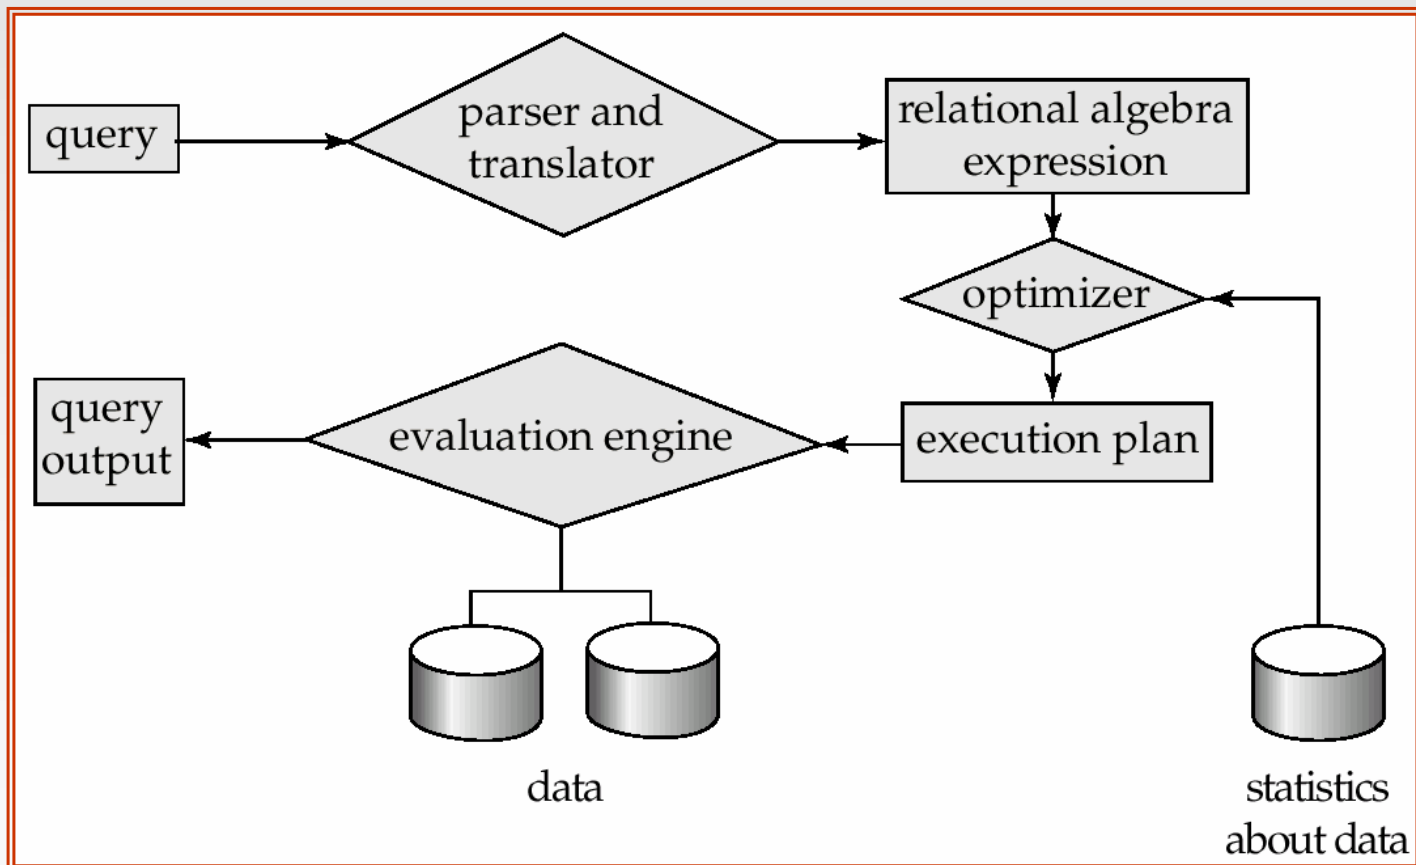 query
parser and
translator
relational algebra
expression
optimizer
query
output
evaluation engine
execution plan
data
statistics
about data